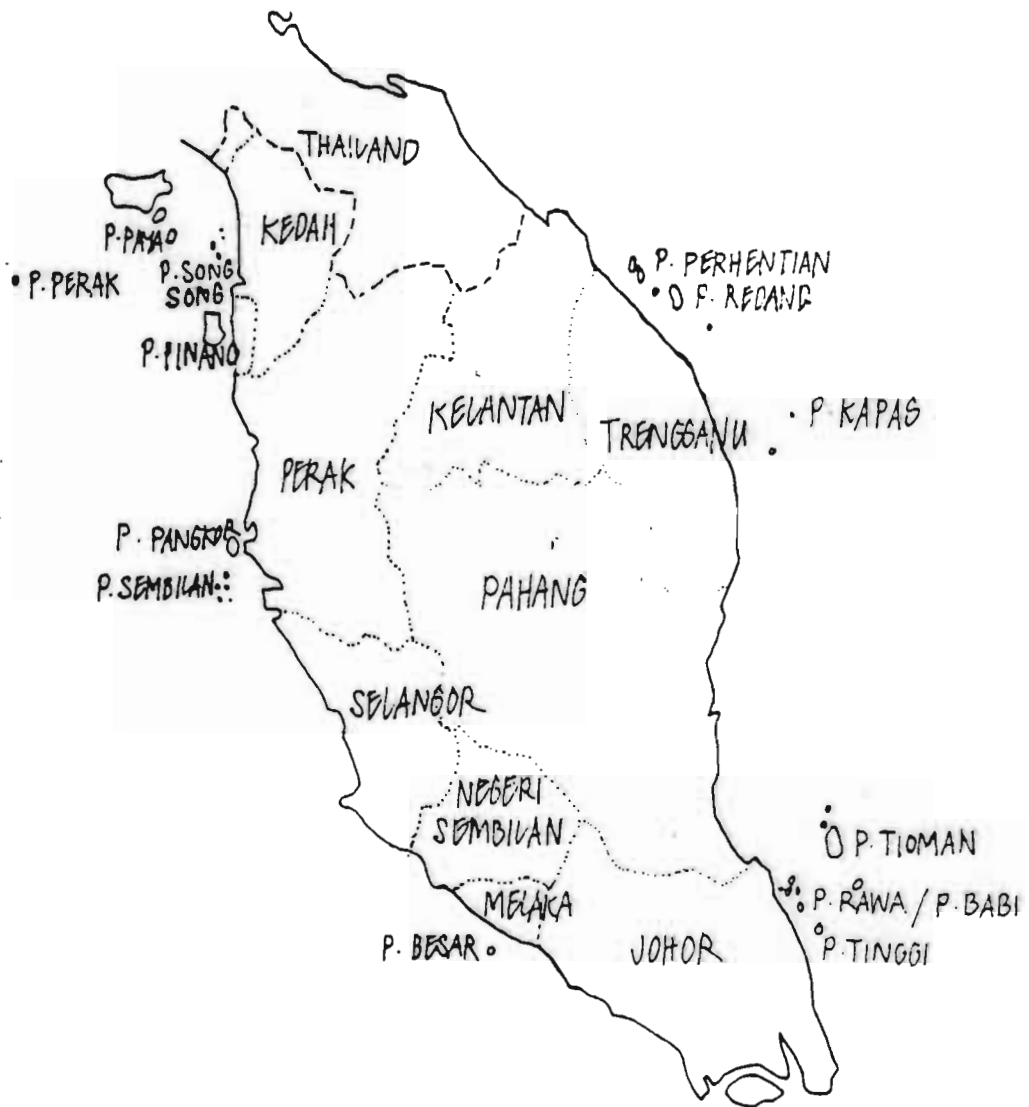 THAILAND
KEDAH
P. PAYA
P. PERAK
P. SONG
SONG
P. PERHENTIAN
P. REDANG
P. PINANG
KELANTAN
TRENGGANU
P. KAPAS
PERAK
P. PANGKOR
P. SEMBILAN
PAHANG
SELANGOR
NEGERI
SEMBILAN
P. TIOMAN
MELAKA
P. RAWA / P. BABI
P. BESAR
JOHOR
P. TINGGI